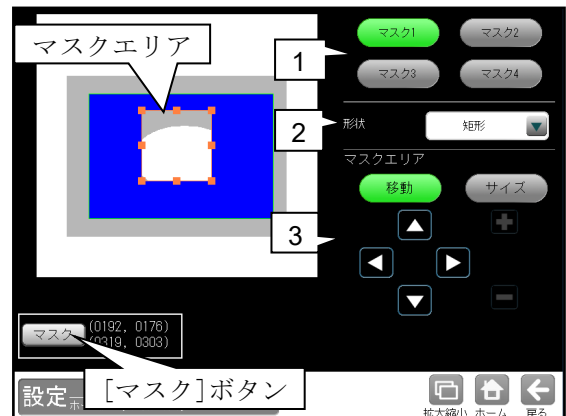 マスクエリア
1
マスク1
マスク2
マスク3
マスク4
2
形状
矩形
マスクエリア
移動
サイズ
3
マスク
(0192, 0176)
(0319, 0303)
[マスク]ボタン
設定
拡大縮小
ホーム
戻る